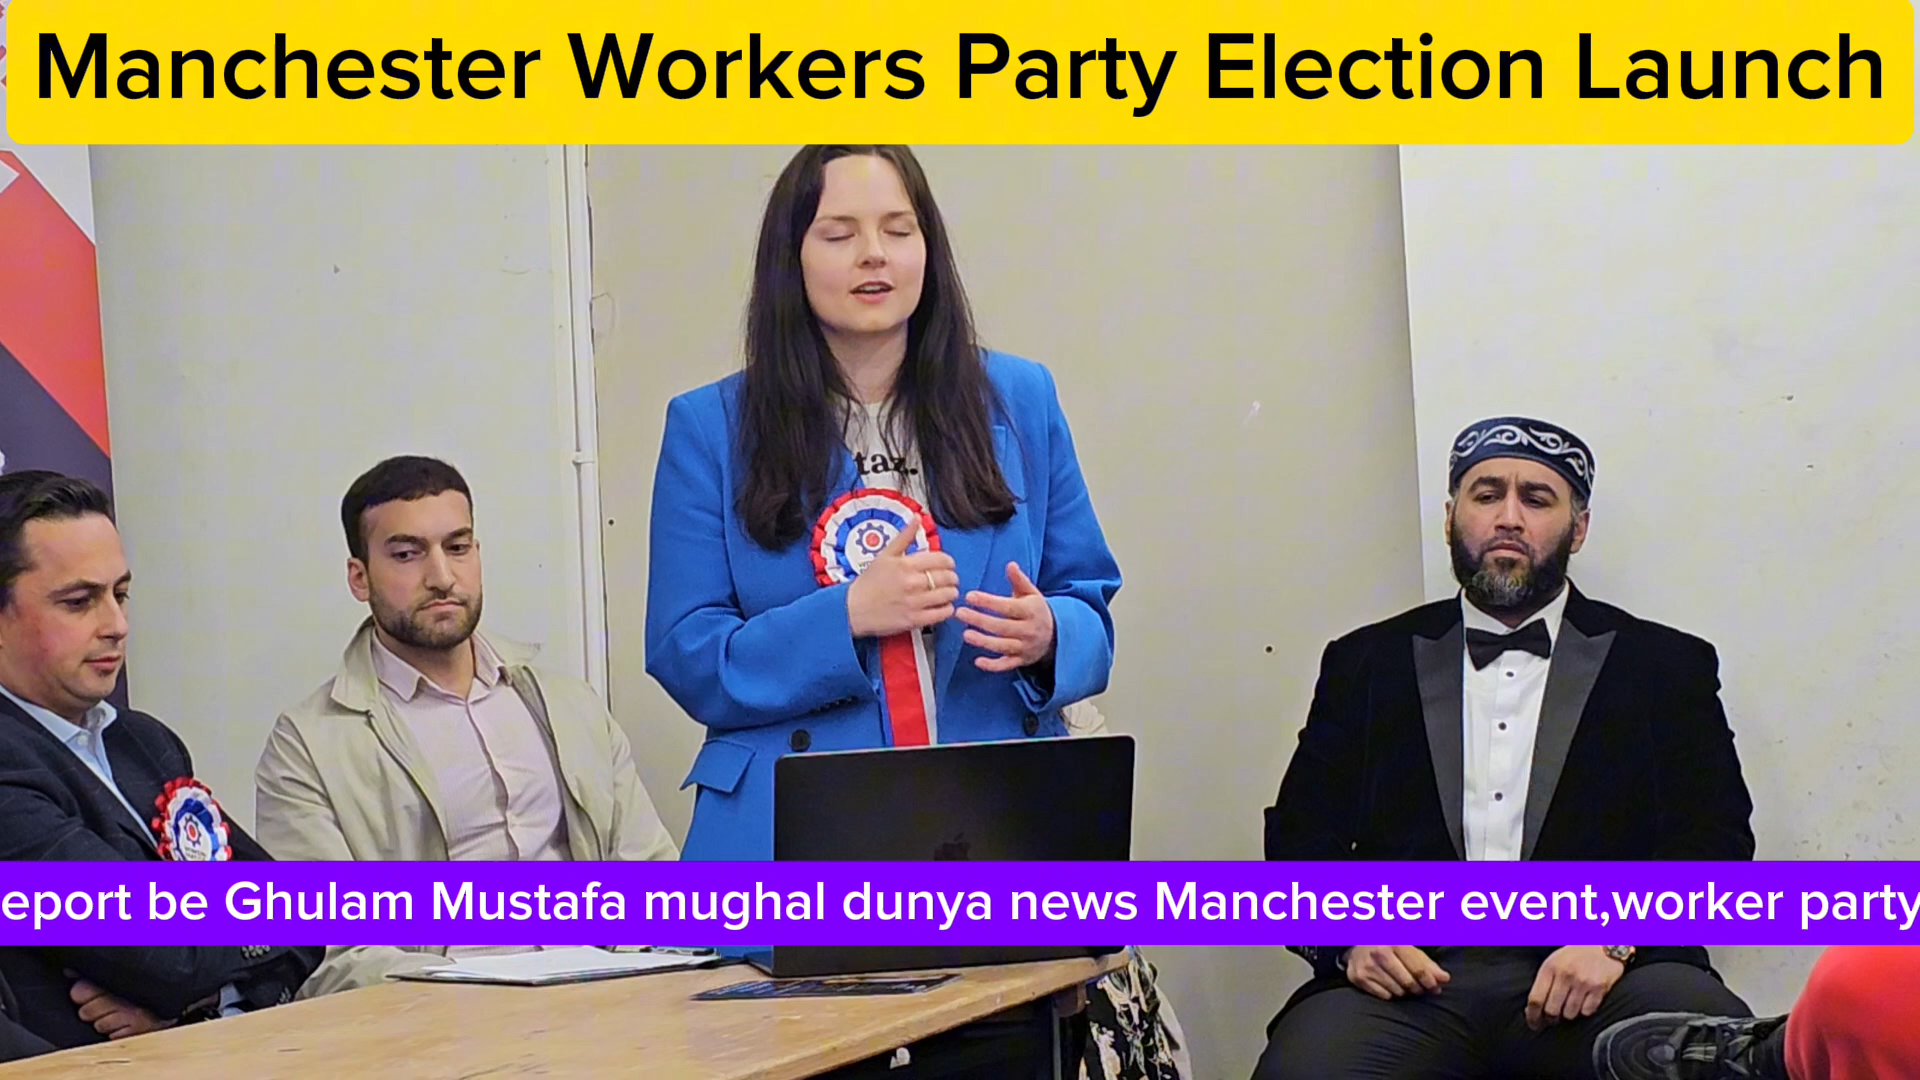 Manchester Workers Party Election Launch
taz.
eport be Ghulam Mustafa mughal dunya news Manchester event,worker party